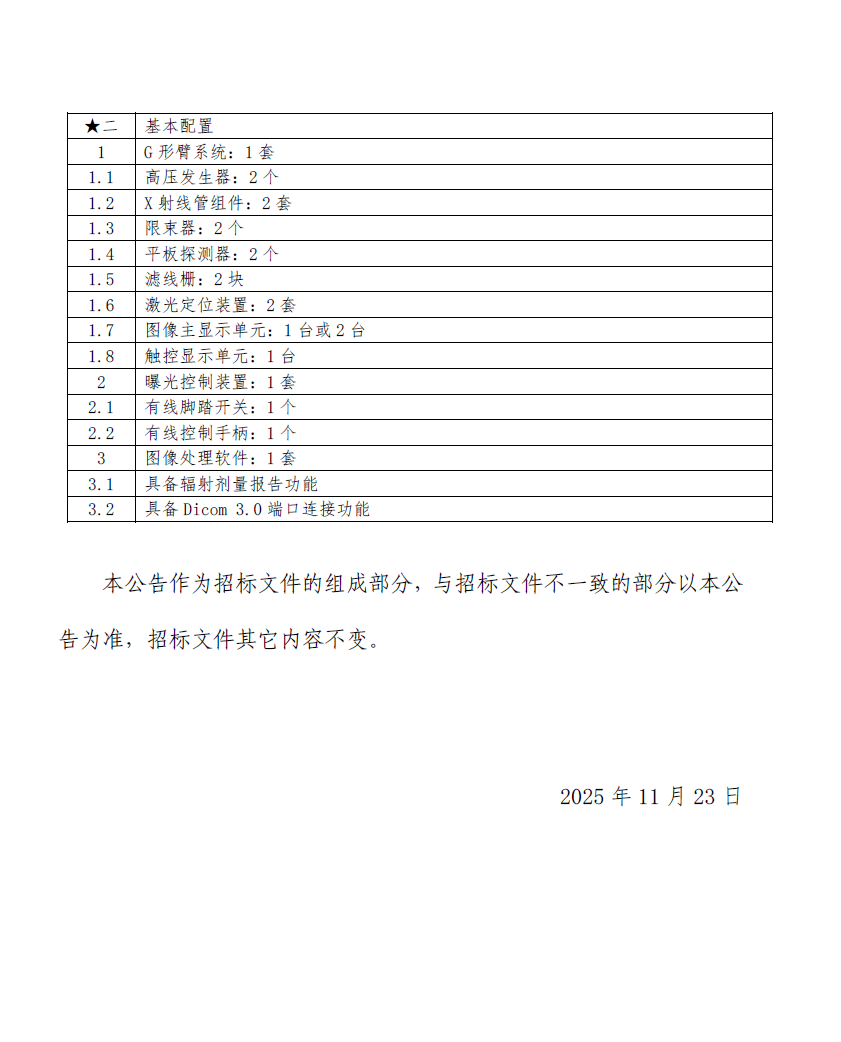 ★二 基本配置
1 G形臂系统：1套
1.1 高压发生器：2个
1.2 X射线管组件：2套
1.3 限束器：2个
1.4 平板探测器：2个
1.5 滤线栅：2块
1.6 激光定位装置：2套
1.7 图像主显示单元：1台或2台
1.8 触控显示单元：1台
2 曝光控制装置：1套
2.1 有线脚踏开关：1个
2.2 有线控制手柄：1个
3 图像处理软件：1套
3.1 具备辐射剂量报告功能
3.2 具备Dicom 3.0端口连接功能
本公告作为招标文件的组成部分，与招标文件不一致的部分以本公
告为准，招标文件其它内容不变。
2025年11月23日